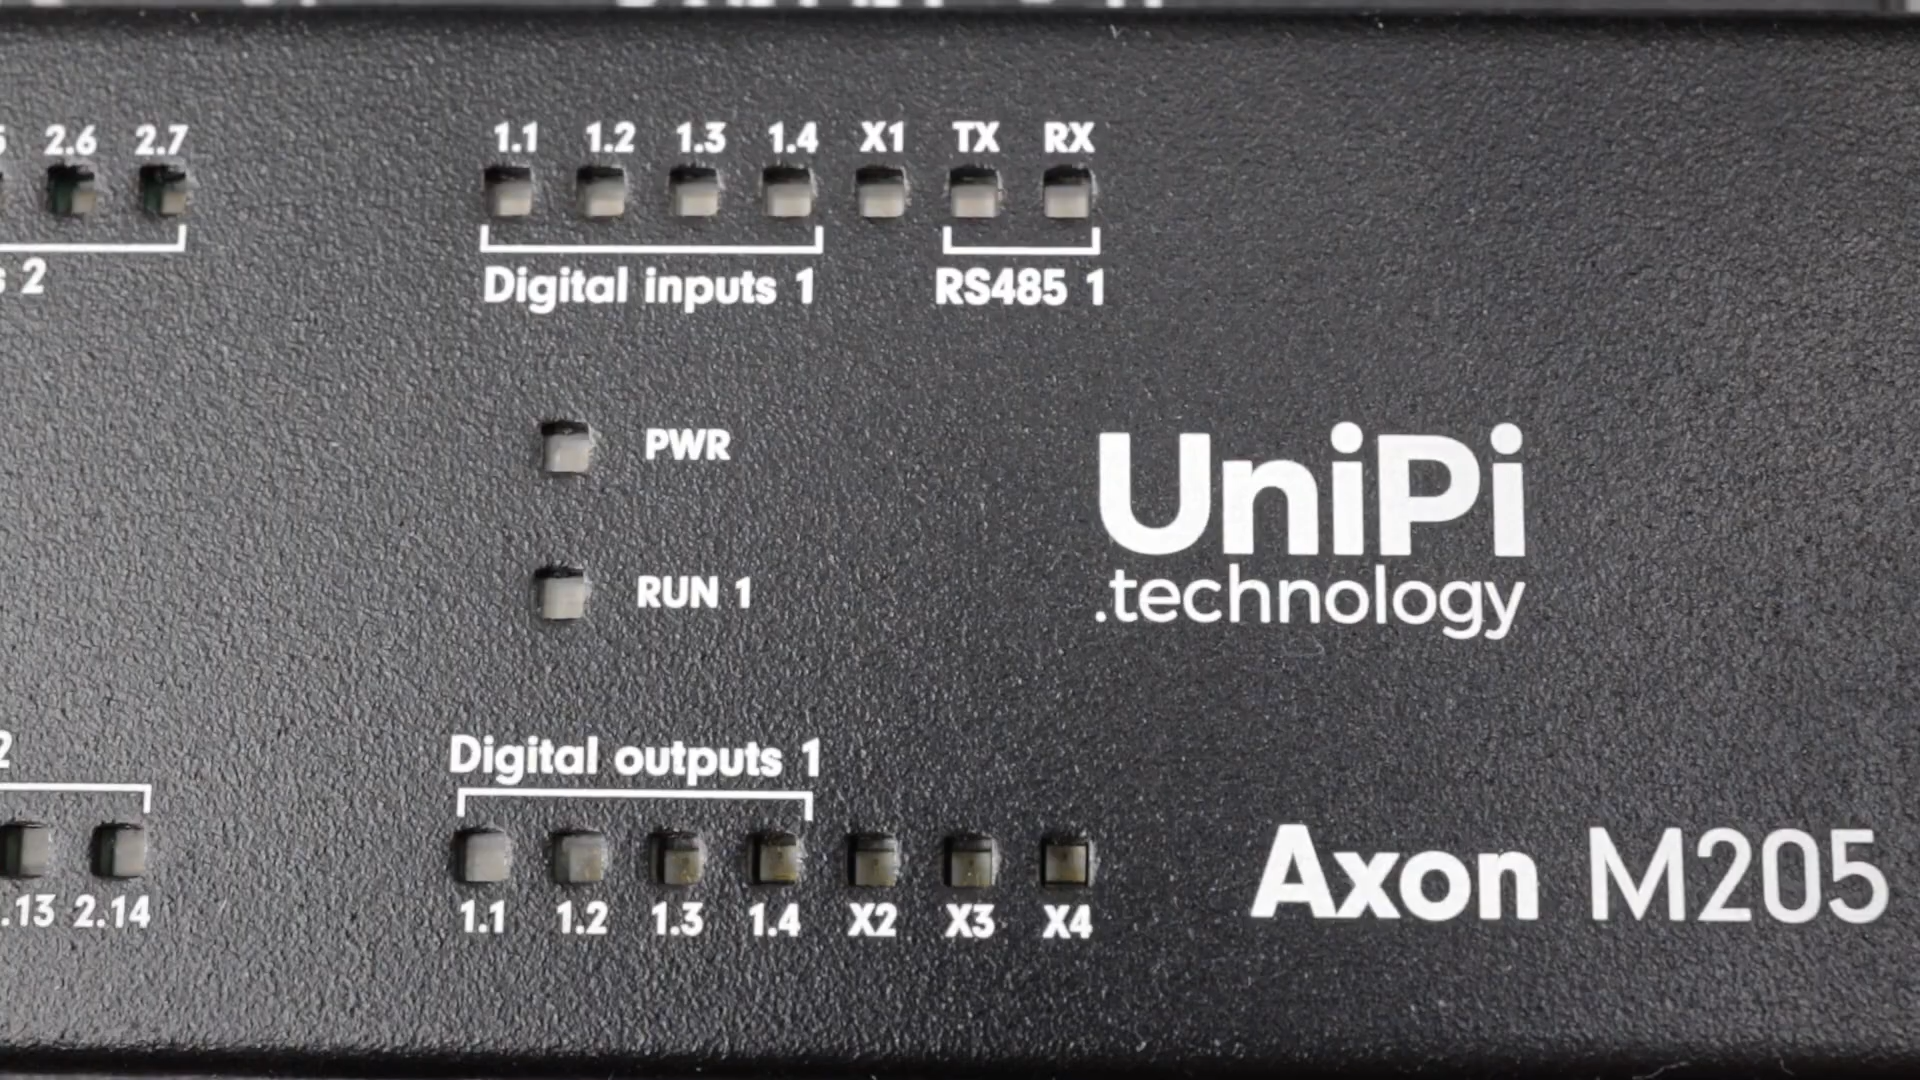 2.6 2.7 1.1 1.2 1.3 1.4 X1 TX RX
2 Digital inputs 1 RS485 1
PWR
RUN 1
UniPi
.technology
2 Digital outputs 1
.13 2.14 1.1 1.2 1.3 1.4 X2 X3 X4
Axon M205